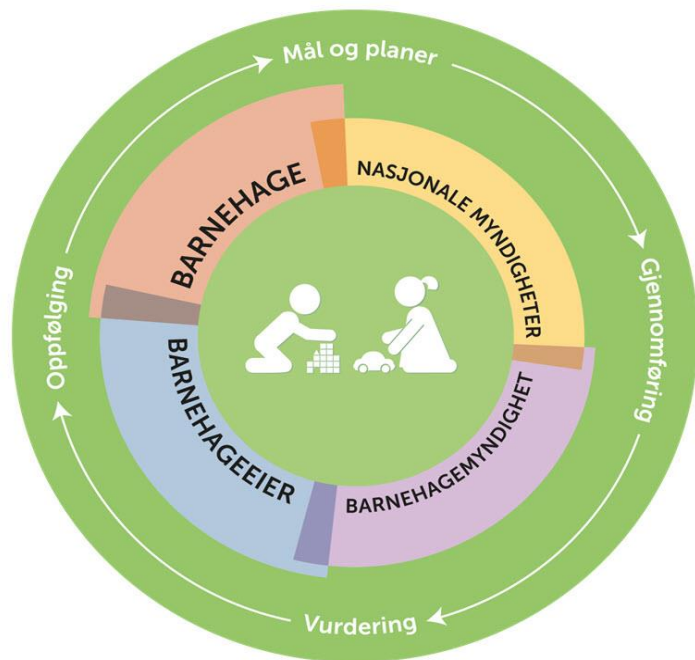 Mål og planer
Gjennomføring
Vurdering
Oppfølging
BARNEHAGE
NASJONALE MYNDIGHETER
BARNEHAGEMYNDIGHET
BARNEHAGEEIER